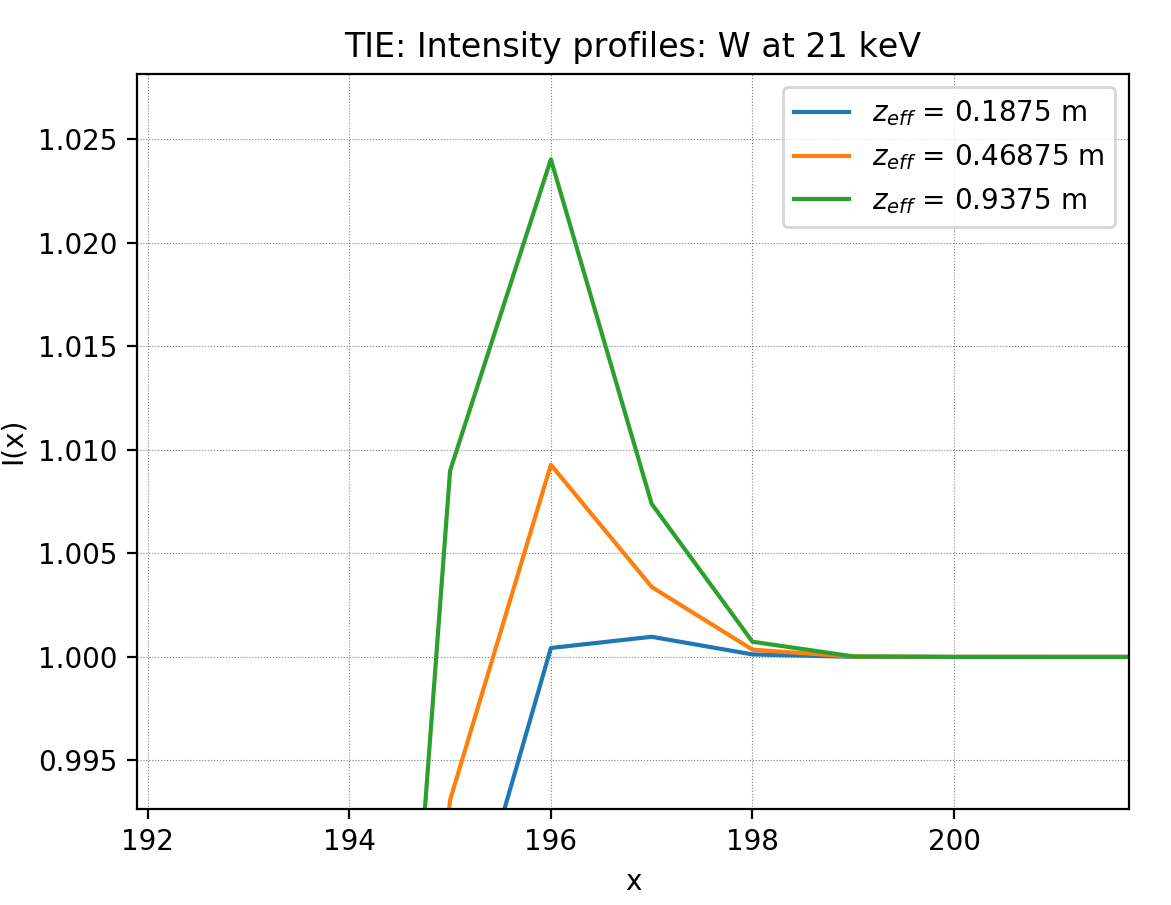 TIE: Intensity profiles: W at 21 keV
z_eff = 0.1875 m
z_eff = 0.46875 m
z_eff = 0.9375 m
1.025
1.020
1.015
1.010
1.005
1.000
0.995
I(x)
192 194 196 198 200
x